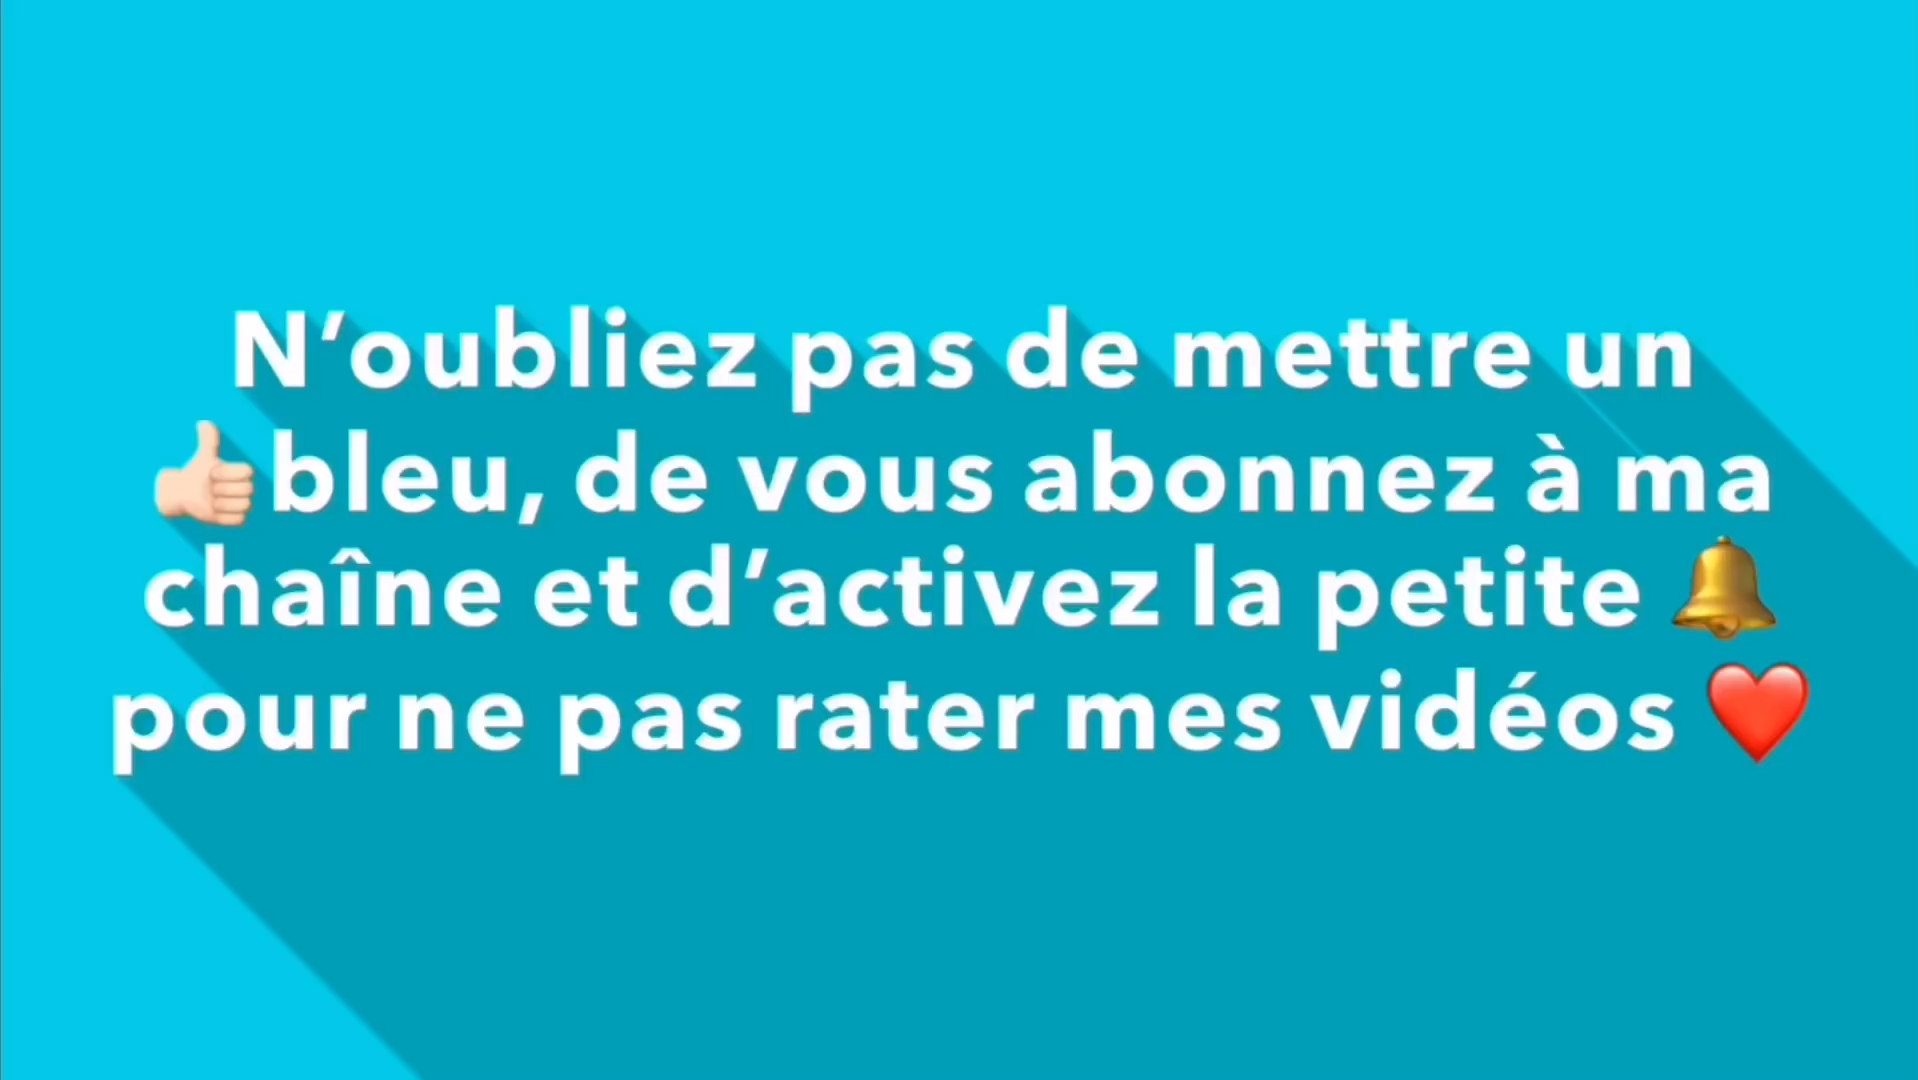 N’oubliez pas de mettre un
👍🏻bleu, de vous abonnez à ma
chaîne et d’activez la petite 🔔
pour ne pas rater mes vidéos ❤️